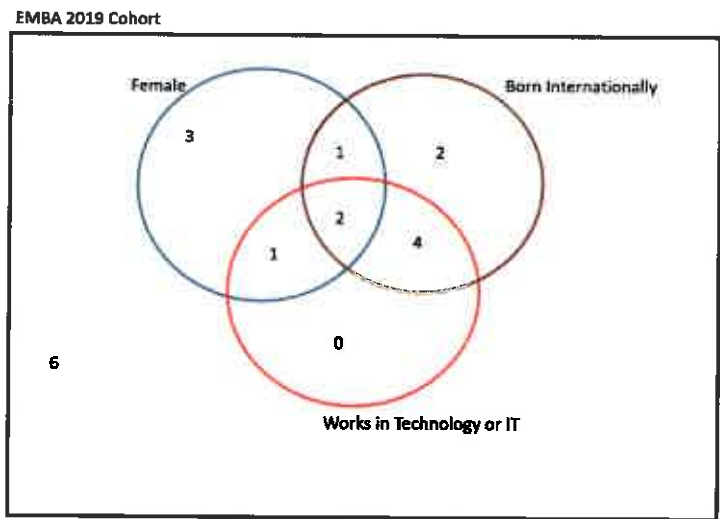 EMBA 2019 Cohort
Female
Born Internationally
3
1
2
2
4
1
0
6
Works in Technology or IT